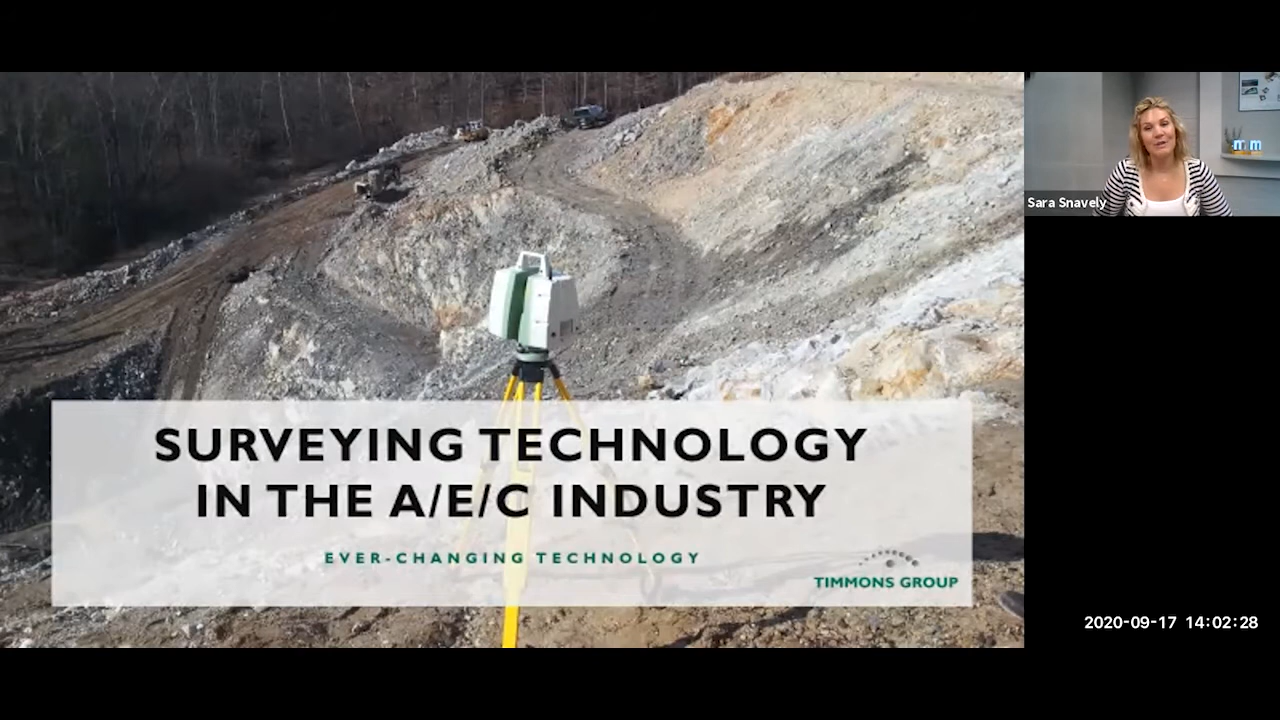 SURVEYING TECHNOLOGY
IN THE A/E/C INDUSTRY
EVER-CHANGING TECHNOLOGY
TIMMONS GROUP
Sara Snavely
2020-09-17 14:02:28